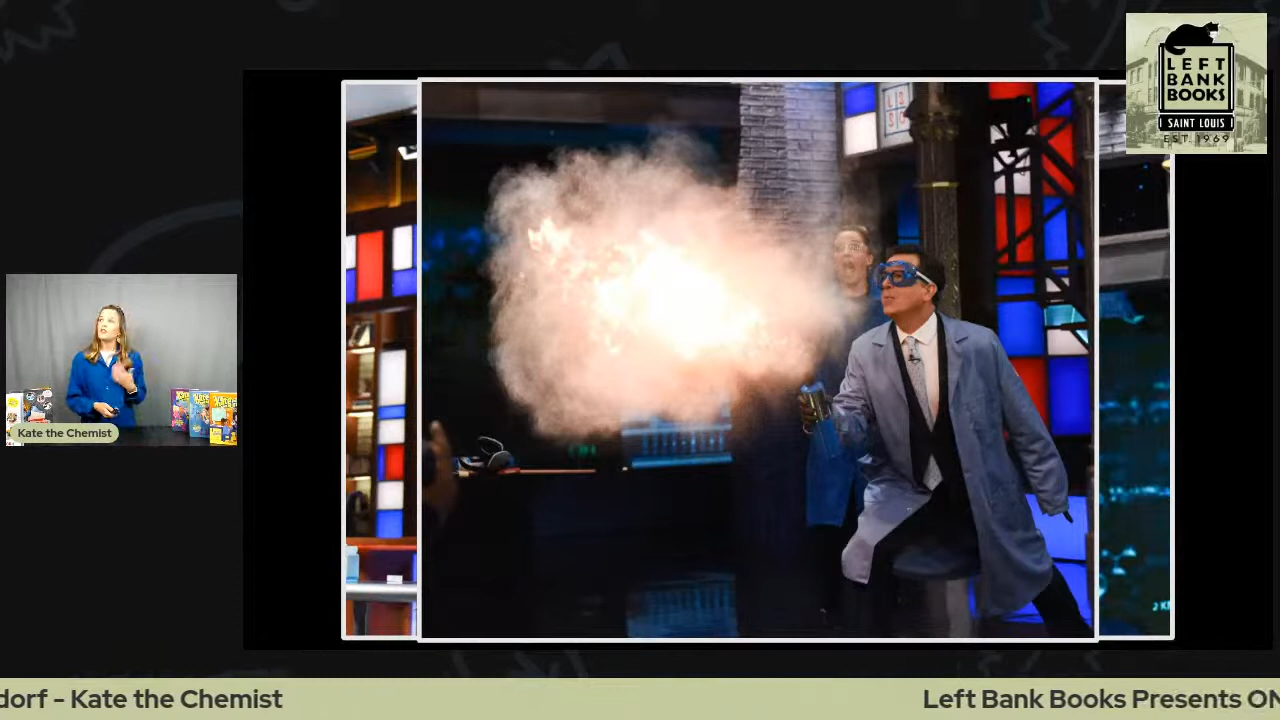 LEFT
BANK
BOOKS
SAINT LOUIS
EST. 1969
Kate the Chemist
dorf - Kate the Chemist
Left Bank Books Presents ON